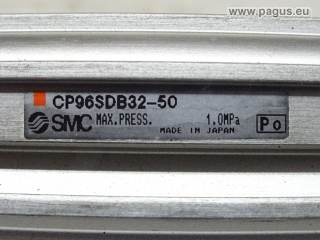 www.pagus.eu
CP96SDB32-50
SMC MAX.PRESS. 1.0MPa
MADE IN JAPAN
Po